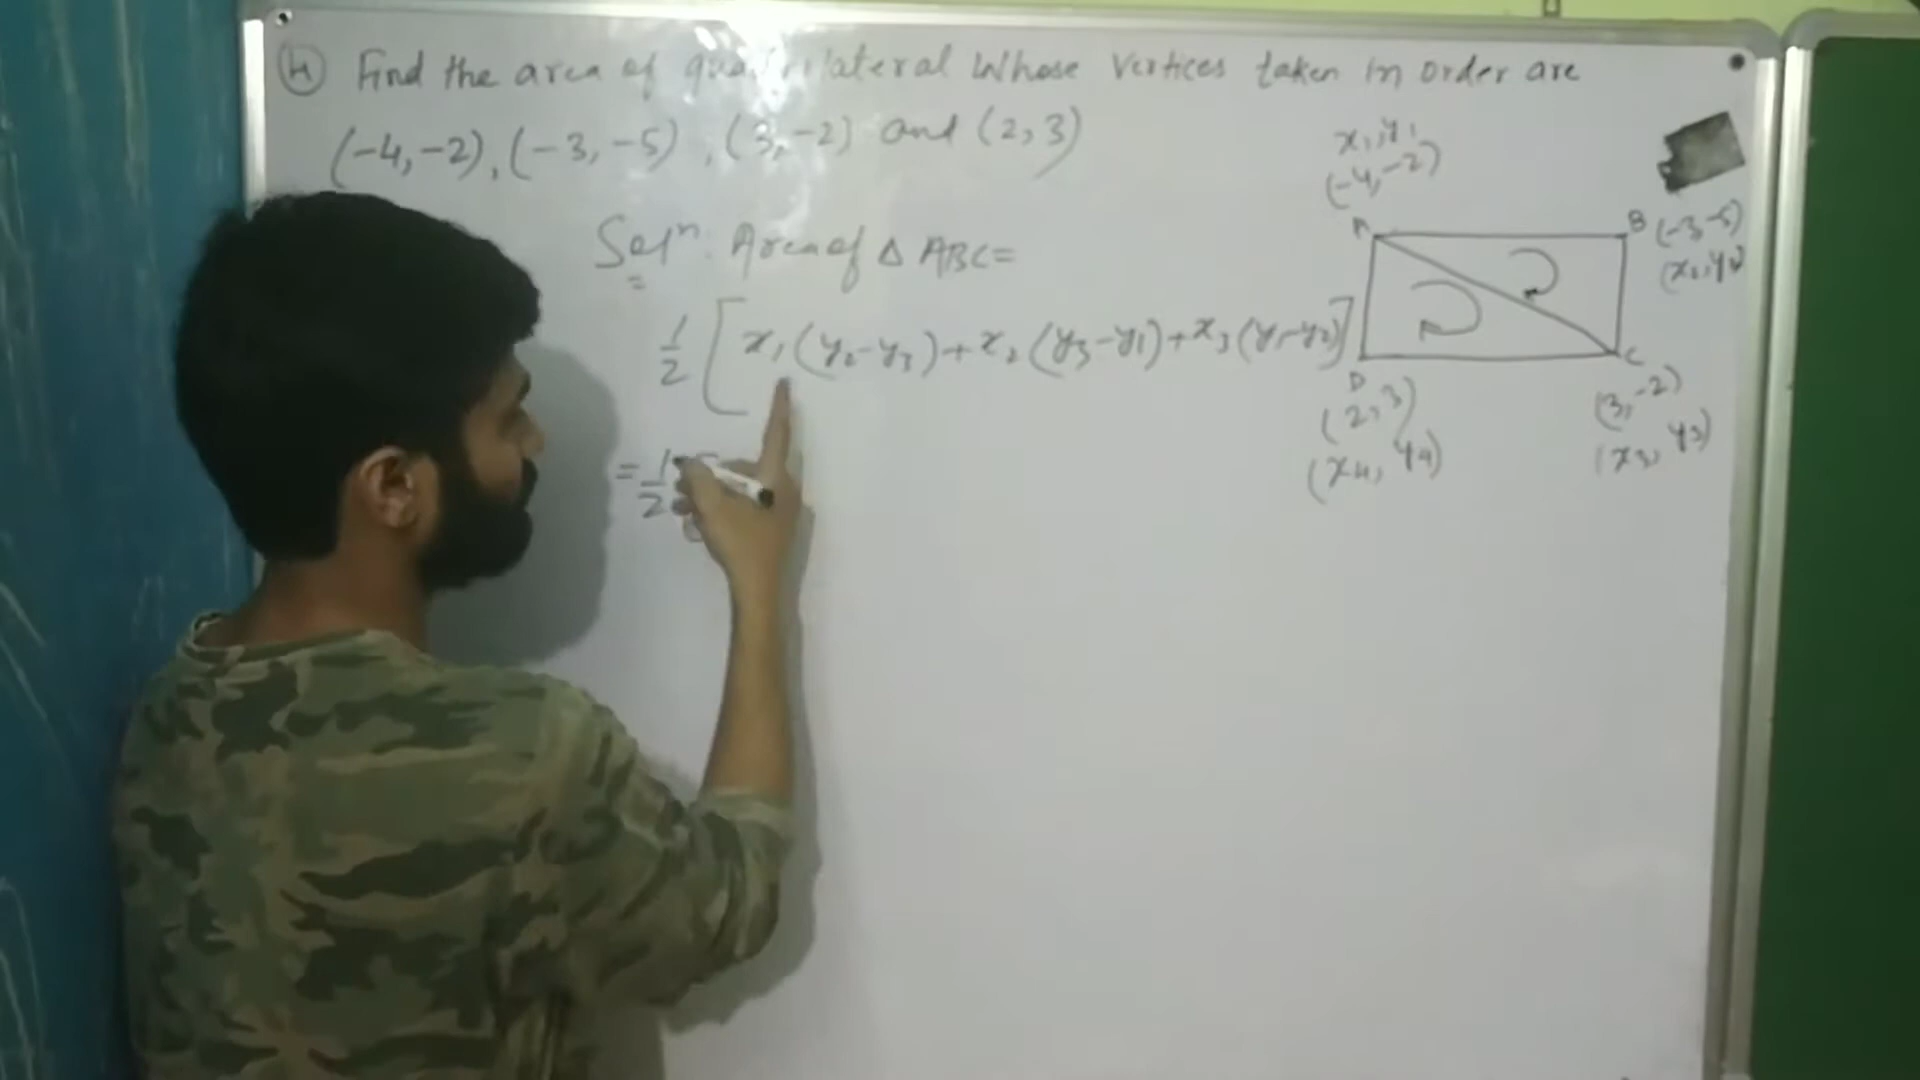 (4) Find the area of quadrilateral whose vertices taken in order are
(-4,-2), (-3,-5), (3,-2) and (2,3)
Solⁿ: Area of Δ ABC =
1/2 [x₁(y₂-y₃)+x₂(y₃-y₁)+x₃(y₁-y₂)]
= 1/2
x₁,y₁
(-4,-2)
A
B (-3,-5)
(x₂,y₂)
D
(2,3)
(x₄, y₄)
C
(3,-2)
(x₃, y₃)